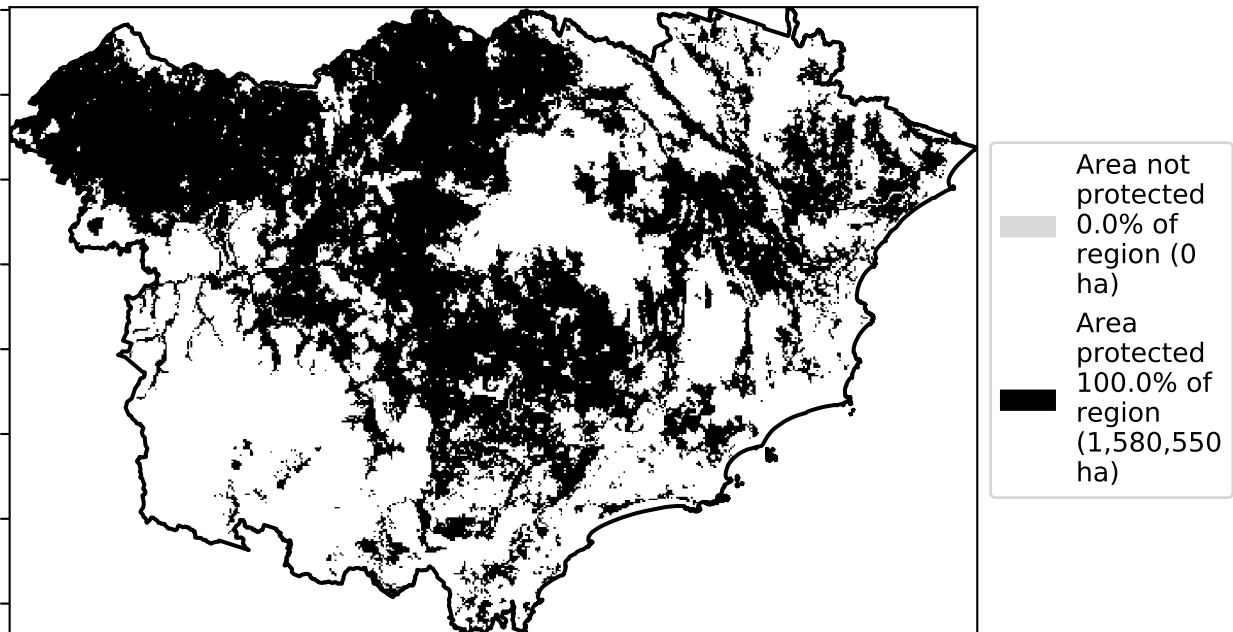 Area not
protected
0.0% of
region (0
ha)
Area
protected
100.0% of
region
(1,580,550
ha)